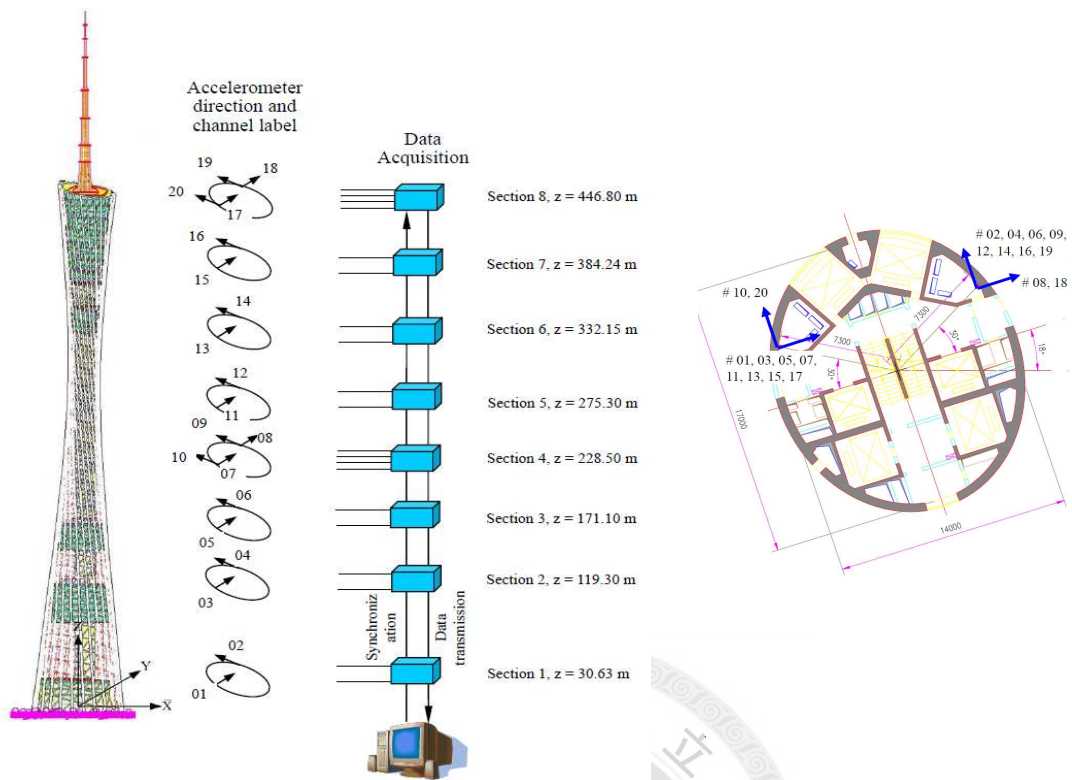 Accelerometer
direction and
channel label
Data
Acquisition
19
18
20
17
Section 8, z = 446.80 m
16
15
Section 7, z = 384.24 m
14
13
Section 6, z = 332.15 m
12
11
Section 5, z = 275.30 m
09
08
10
07
Section 4, z = 228.50 m
06
05
Section 3, z = 171.10 m
04
03
Section 2, z = 119.30 m
Synchroniz
ation
Data
transmission
02
01
Section 1, z = 30.63 m
Z
Y
X
# 02, 04, 06, 09,
12, 14, 16, 19
# 08, 18
# 10, 20
# 01, 03, 05, 07,
11, 13, 15, 17
7300
7300
30°
30°
18°
17000
14000
立